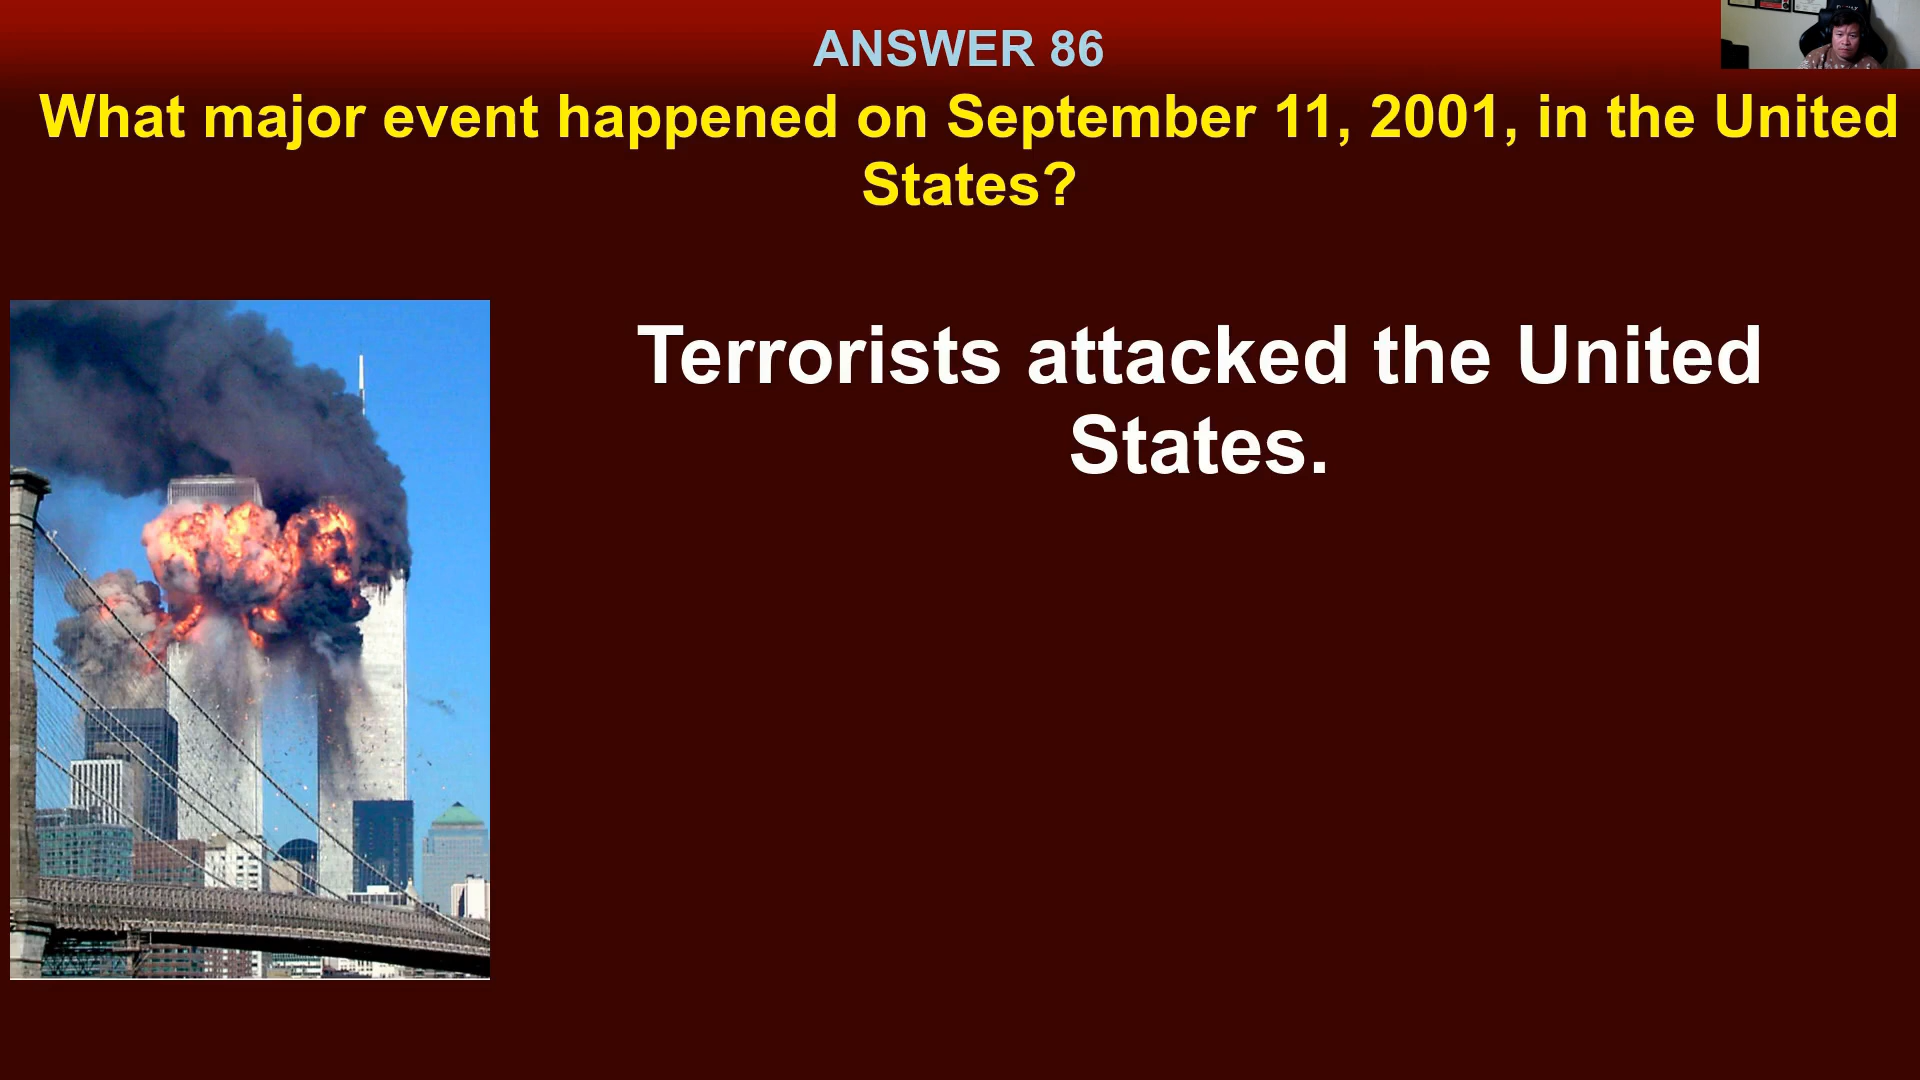 ANSWER 86
What major event happened on September 11, 2001, in the United
States?
Terrorists attacked the United
States.